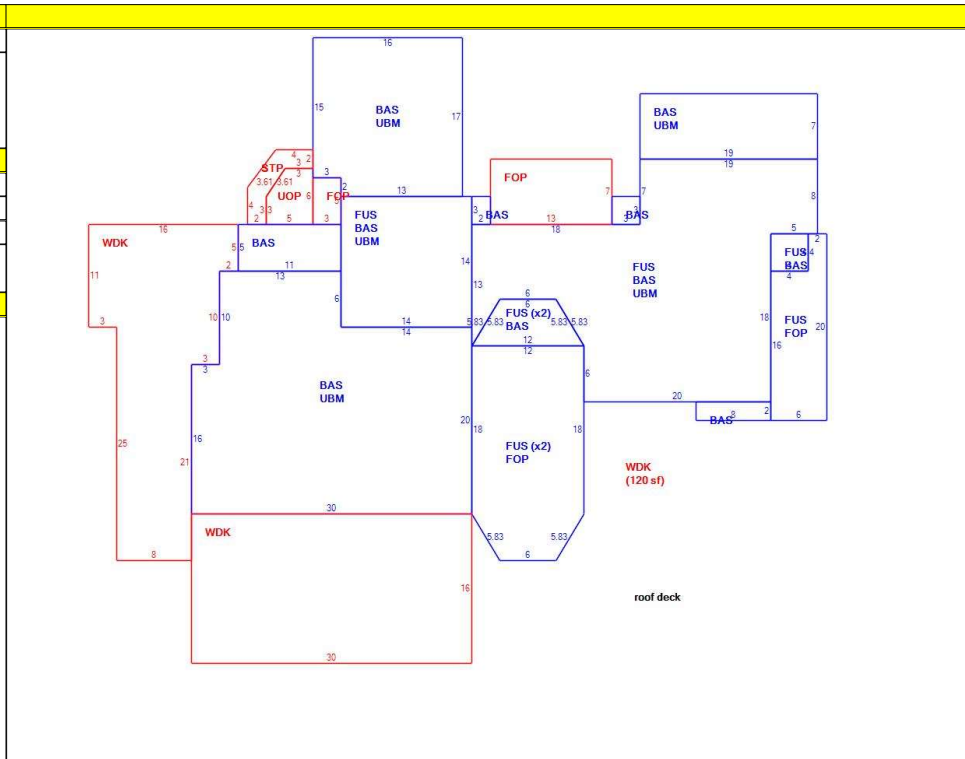 16
15
BAS
UBM
17
BAS
UBM
7
19
19
4
2
3
STP
3
3.61
3.61
UOP
6
FOP
3
2
13
FOP
7
7
8
4
3
3
2
5
3
3
2
BAS
13
18
3
3
BAS
FUS
BAS
UBM
16
WDK
5
5
BAS
11
2
13
11
14
13
6
FUS
BAS
UBM
5
2
FUS
BAS
4
4
3
10
10
14
14
6
6
FUS (x2)
BAS
5.83
5.83
5.83
5.83
12
12
18
16
FUS
FOP
20
3
3
BAS
UBM
6
20
BAS
8
2
6
25
21
16
20
18
FUS (x2)
FOP
18
WDK
(120 sf)
30
WDK
8
5.83
5.83
6
16
roof deck
30